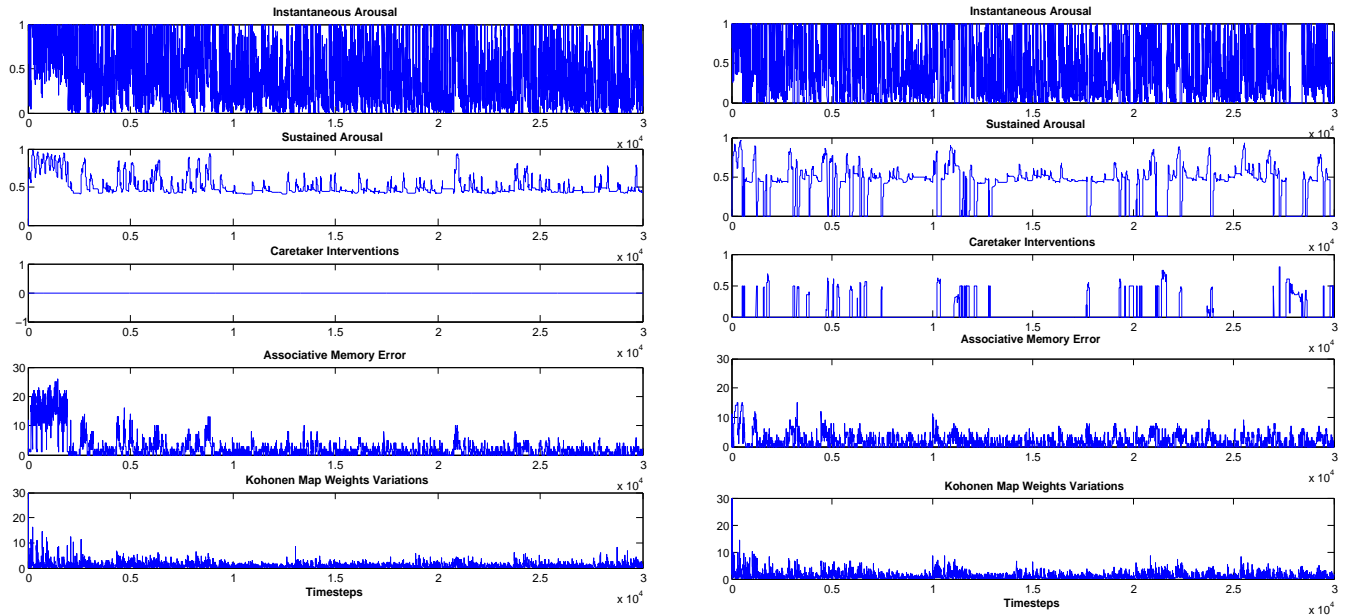 Instantaneous Arousal
1
0.5
0
0 0.5 1 1.5 2 2.5 3
x 10^4
Sustained Arousal
1
0.5
0
0 0.5 1 1.5 2 2.5 3
x 10^4
Caretaker Interventions
1
0
−1
0 0.5 1 1.5 2 2.5 3
x 10^4
Associative Memory Error
30
20
10
0
0 0.5 1 1.5 2 2.5 3
x 10^4
Kohonen Map Weights Variations
30
20
10
0
0 0.5 1 1.5 2 2.5 3
x 10^4
Timesteps
Instantaneous Arousal
1
0.5
0
0 0.5 1 1.5 2 2.5 3
x 10^4
Sustained Arousal
1
0.5
0
0 0.5 1 1.5 2 2.5 3
x 10^4
Caretaker Interventions
1
0.5
0
0 0.5 1 1.5 2 2.5 3
x 10^4
Associative Memory Error
30
20
10
0
0 0.5 1 1.5 2 2.5 3
x 10^4
Kohonen Map Weights Variations
30
20
10
0
0 0.5 1 1.5 2 2.5 3
x 10^4
Timesteps